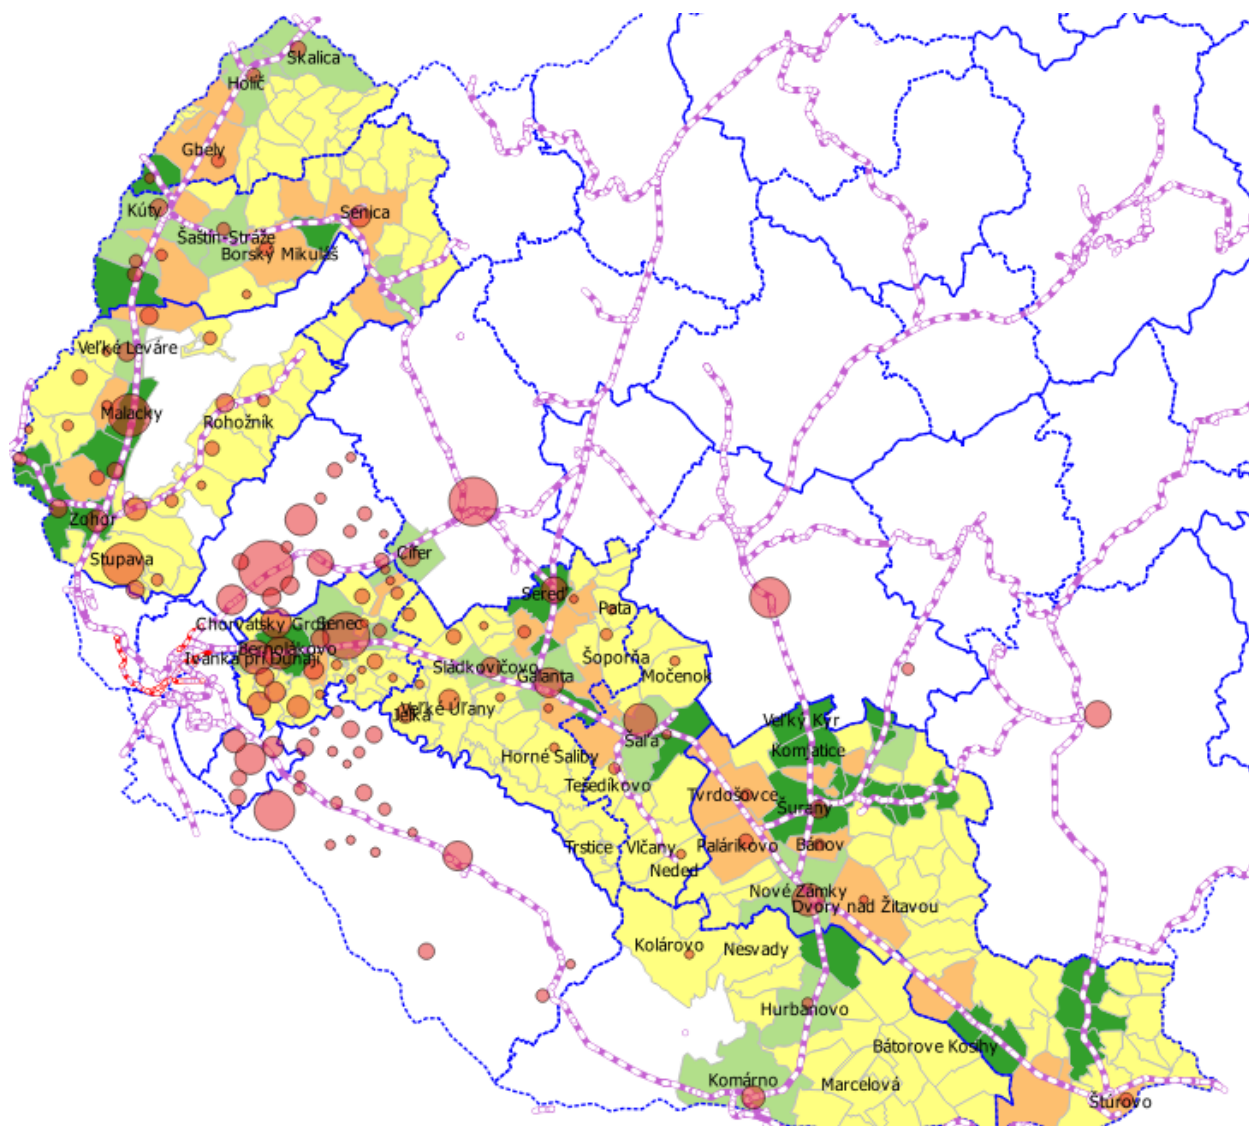 Skalica
Holíč
Gbely
Kúty
Senica
Šaštín-Stráže
Borský Mikuláš
Veľké Leváre
Malacky
Rohožník
Zohor
Stupava
Cífer
Sereď
Pata
Chorvátsky Grob
Senec
Bernolákovo
Ivanka pri Dunaji
Šoporňa
Sládkovičovo
Galanta
Močenok
Veľké Úľany
Jelka
Veľký Kýr
Šaľa
Komjatice
Horné Saliby
Tešedíkovo
Tvrdošovce
Šurany
Palárikovo
Bánov
Trstice
Vlčany
Neded
Nové Zámky
Dvory nad Žitavou
Kolárovo
Nesvady
Hurbanovo
Bátorove Kosihy
Komárno
Marcelová
Štúrovo